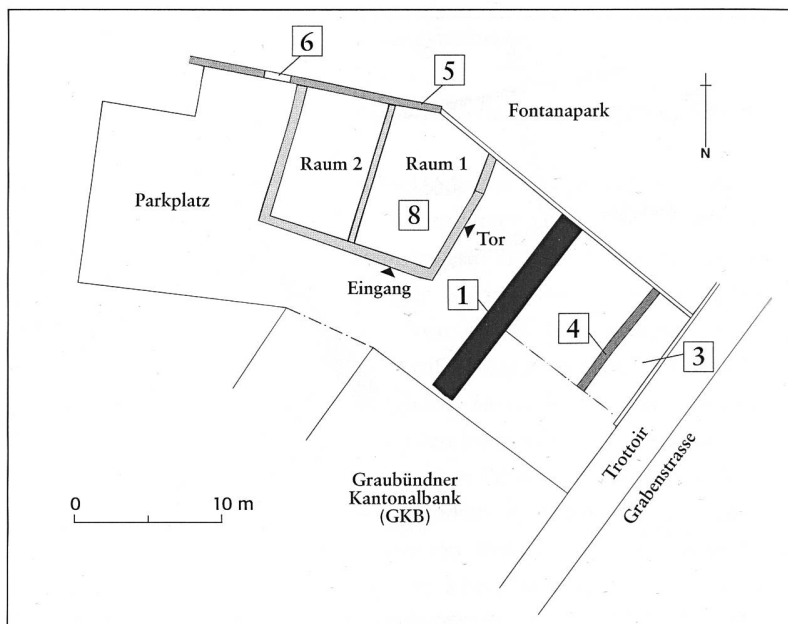 6
5
Fontanapark
N
Raum 2
Raum 1
Parkplatz
8
Tor
Eingang
1
4
3
Graubündner
Kantonalbank
(GKB)
Trottoir
Grabenstrasse
0
10 m